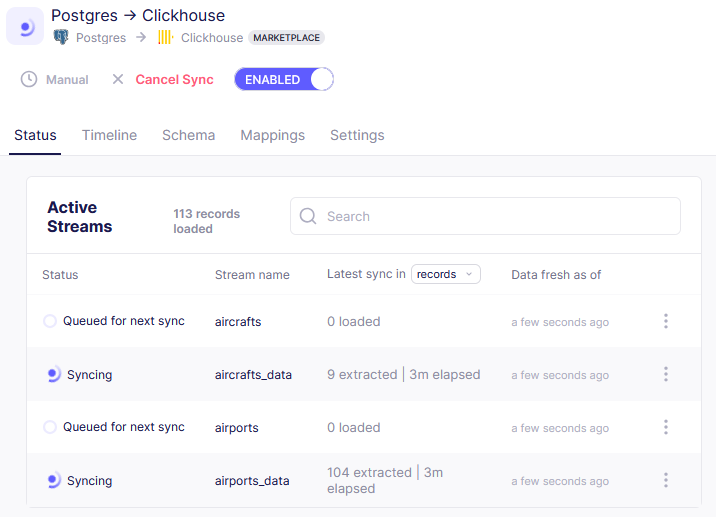 Postgres → Clickhouse
Postgres → Clickhouse MARKETPLACE
Manual Cancel Sync ENABLED
Status Timeline Schema Mappings Settings
Active
Streams
113 records
loaded
Search
Status Stream name Latest sync in records Data fresh as of
Queued for next sync aircrafts 0 loaded a few seconds ago
Syncing aircrafts_data 9 extracted | 3m elapsed a few seconds ago
Queued for next sync airports 0 loaded a few seconds ago
Syncing airports_data 104 extracted | 3m
elapsed
a few seconds ago